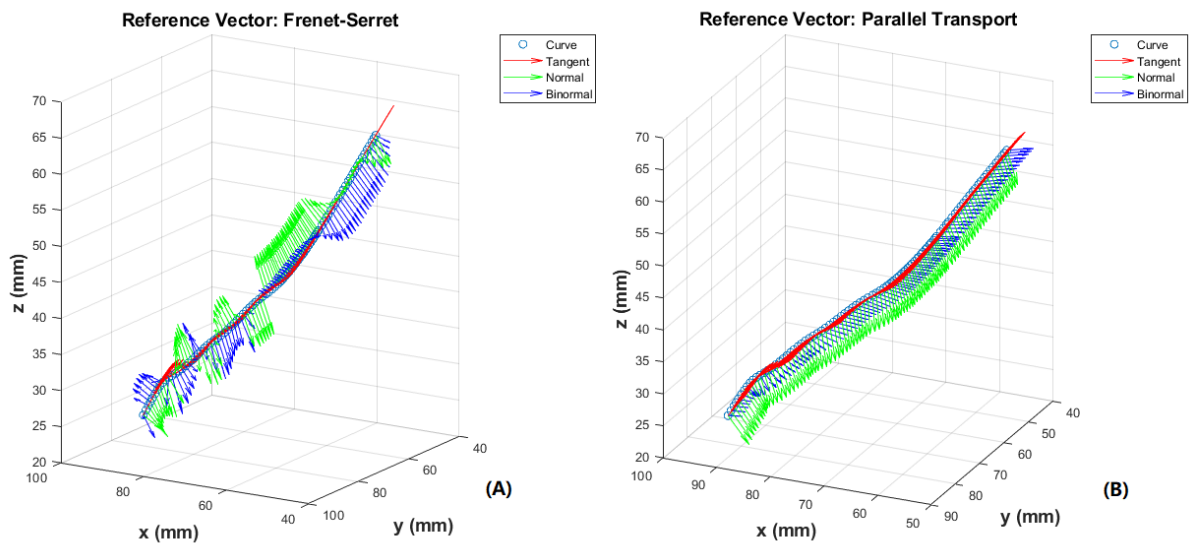 Reference Vector: Frenet-Serret
Curve
Tangent
Normal
Binormal
70
65
60
55
50
45
40
35
30
25
20
z (mm)
100
80
60
40
x (mm)
100
80
60
40
y (mm)
(A)
Reference Vector: Parallel Transport
Curve
Tangent
Normal
Binormal
70
65
60
55
50
45
40
35
30
25
20
z (mm)
100
90
80
70
60
50
x (mm)
90
80
70
60
50
40
y (mm)
(B)